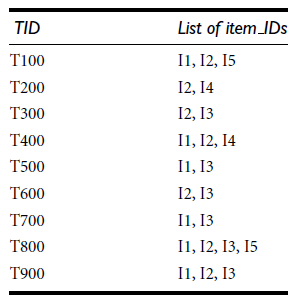 TID List of item_IDs
T100 I1, I2, I5
T200 I2, I4
T300 I2, I3
T400 I1, I2, I4
T500 I1, I3
T600 I2, I3
T700 I1, I3
T800 I1, I2, I3, I5
T900 I1, I2, I3